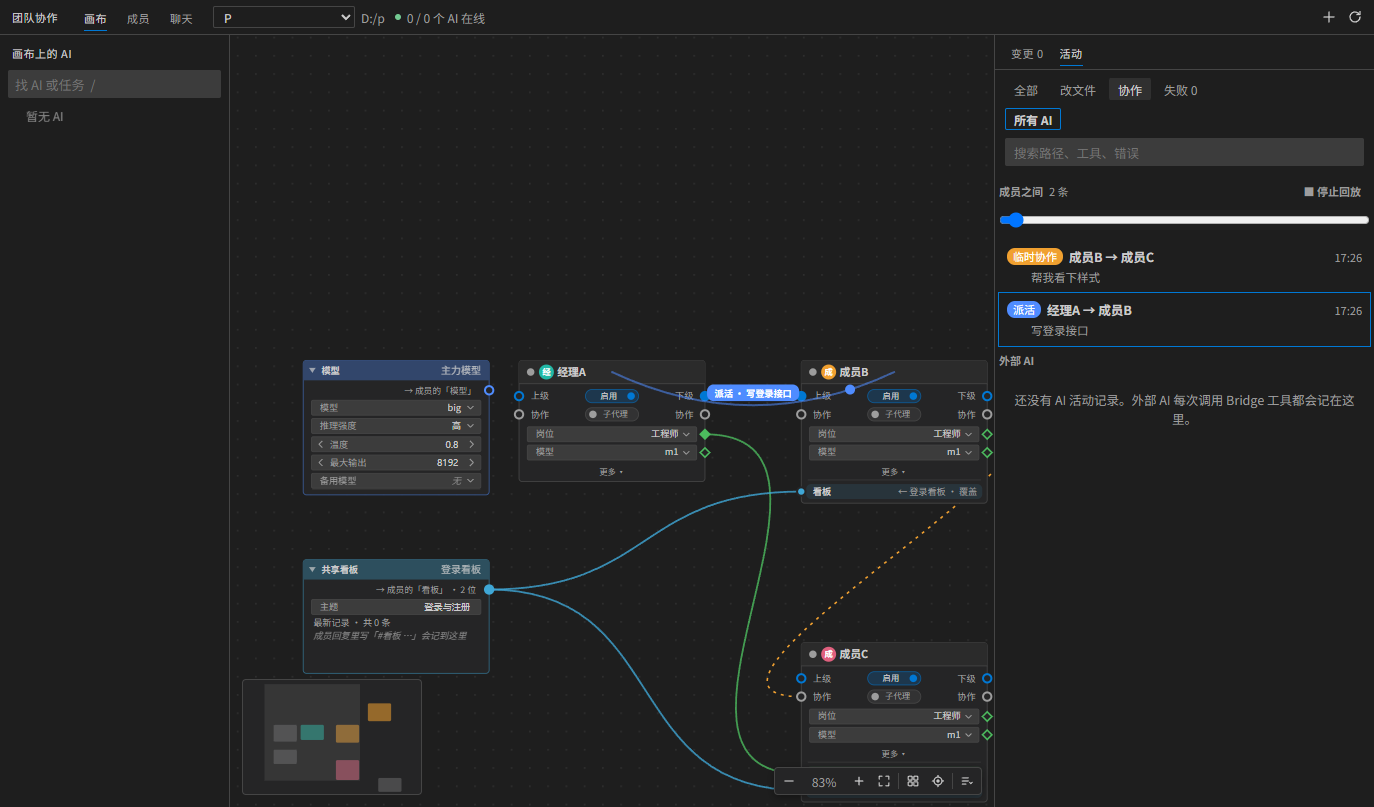 团队协作 画布 成员 聊天 P D:/p 0 / 0 个 AI 在线
画布上的 AI
找 AI 或任务 /
暂无 AI
模型 主力模型
→ 成员的「模型」
模型 big
推理强度 高
温度 0.8
最大输出 8192
备用模型 无
共享看板 登录看板
→ 成员的「看板」 · 2 位
主题 登录与注册
最新记录 · 共 0 条
成员回复里写「#看板 …」会记到这里
经 经理A
上级 启用 下级
协作 子代理 协作
岗位 工程师
模型 m1
更多
派活 · 写登录接口
成 成员B
上级 启用 下级
协作 子代理 协作
岗位 工程师
模型 m1
更多
看板 ← 登录看板 · 覆盖
成 成员C
上级 启用 下级
协作 子代理 协作
岗位 工程师
模型 m1
更多
83%
变更 0 活动
全部 改文件 协作 失败 0
所有 AI
搜索路径、工具、错误
成员之间 2 条 停止回放
临时协作 成员B → 成员C 17:26
帮我看下样式
派活 经理A → 成员B 17:26
写登录接口
外部 AI
还没有 AI 活动记录。外部 AI 每次调用 Bridge 工具都会记在这
里。